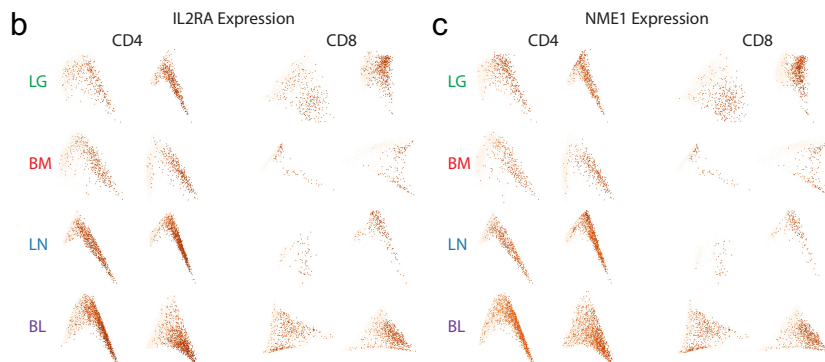 b IL2RA Expression
CD4 CD8
LG
BM
LN
BL
c NME1 Expression
CD4 CD8
LG
BM
LN
BL